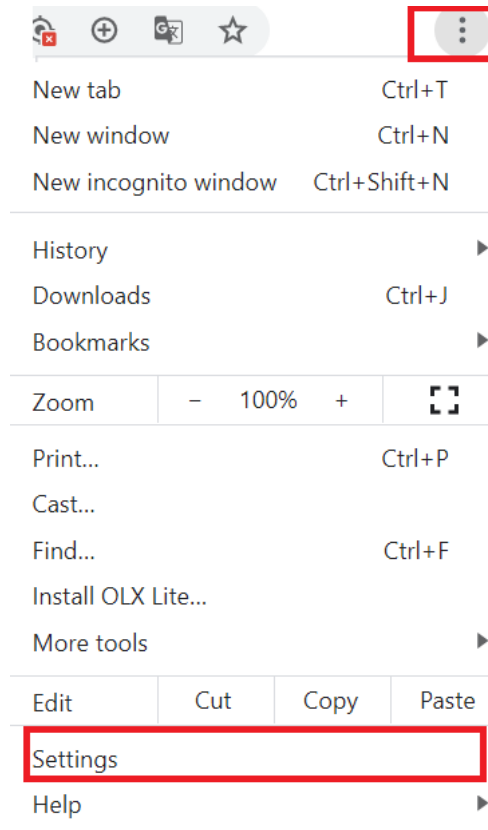 New tab Ctrl+T
New window Ctrl+N
New incognito window Ctrl+Shift+N
History
Downloads Ctrl+J
Bookmarks
Zoom − 100% +
Print... Ctrl+P
Cast...
Find... Ctrl+F
Install OLX Lite...
More tools
Edit Cut Copy Paste
Settings
Help